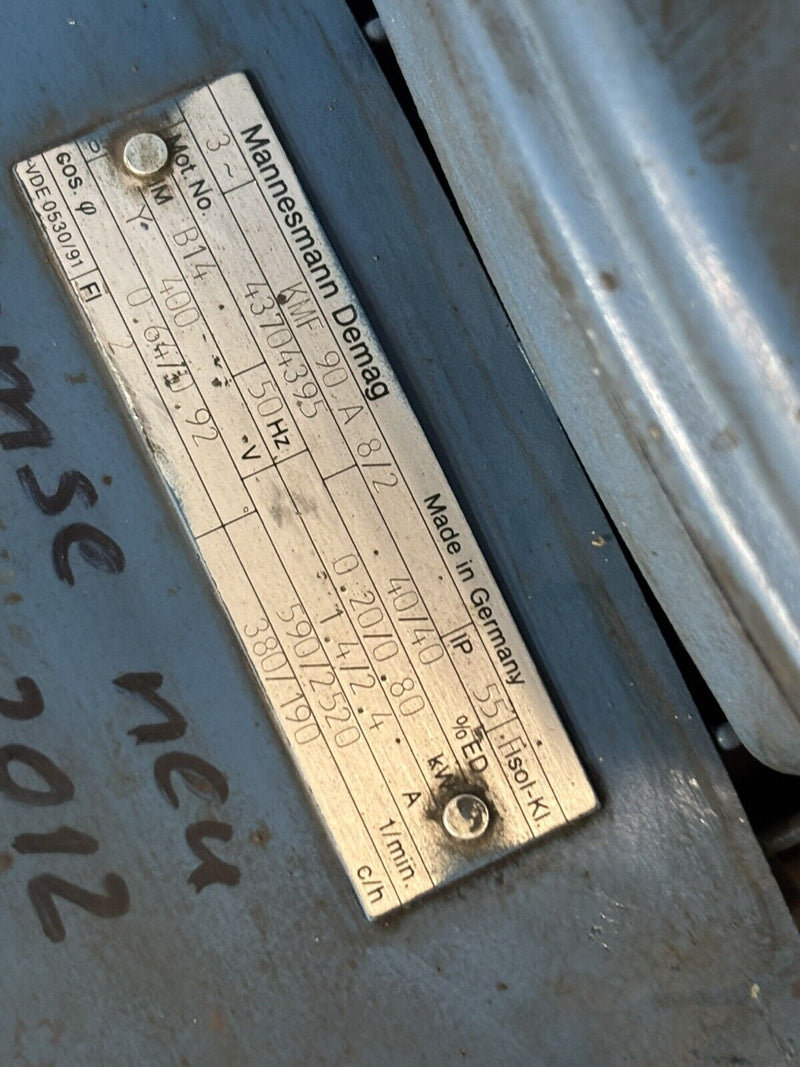 Mannesmann Demag Made in Germany
3 ~ KMF 90 A 8/2 IP 55 Isol-Kl.
Mot. No. 43704395 40/40 %ED
IM B14 50 Hz 0.20/0.80 kW
Y 400 V 1.4/2.4 A
cos. φ 0.64/0.92 590/2520 1/min.
VDE 0530/91 FI 2 380/190 c/h
mse neu
2012